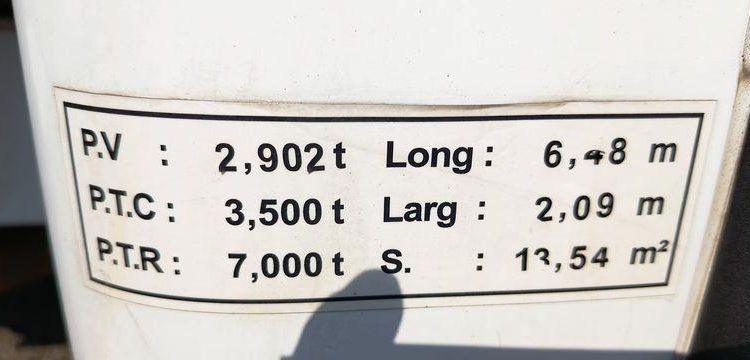 P.V : 2,902 t Long : 6,48 m
P.T.C : 3,500 t Larg : 2,09 m
P.T.R : 7,000 t S. : 13,54 m²